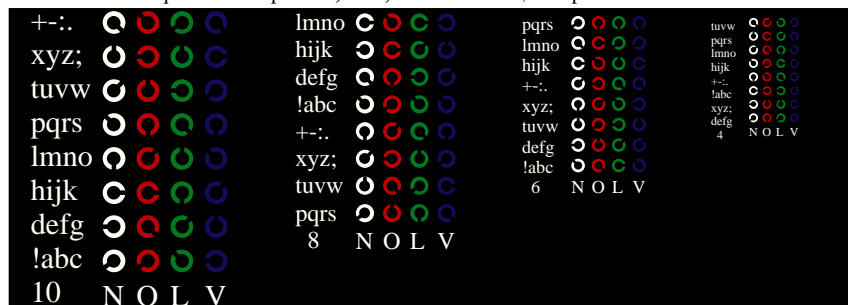 +-:.
xyz;
tuvw
pqrs
lmno
hijk
defg
!abc
10 N O L V
lmno
hijk
defg
!abc
+-:.
xyz;
tuvw
pqrs
8 N O L V
pqrs
lmno
hijk
+-:.
xyz;
tuvw
defg
!abc
6 N O L V
tuvw
pqrs
lmno
hijk
+-:.
!abc
xyz;
defg
4 N O L V